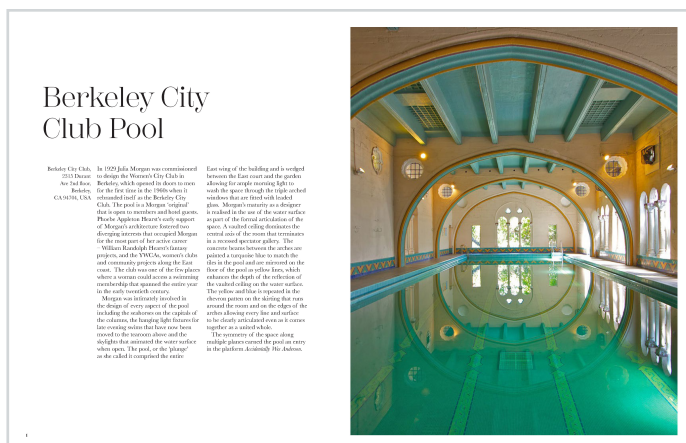 Berkeley City
Club Pool
Berkeley City Club,
2315 Durant
Ave 2nd floor,
Berkeley,
CA 94704, USA
In 1929 Julia Morgan was commissioned
to design the Women's City Club in
Berkeley, which opened its doors to men
for the first time in the 1960s when it
rebranded itself as the Berkeley City
Club. The pool is a Morgan 'original'
that is open to members and hotel guests.
Phoebe Appleton Hearst's early support
of Morgan's architecture fostered two
diverging interests that occupied Morgan
for the most part of her active career
- William Randolph Hearst's fantasy
projects, and the YWCAs, women's clubs
and community projects along the East
coast. The club was one of the few places
where a woman could access a swimming
membership that spanned the entire year
in the early twentieth century.
Morgan was intimately involved in
the design of every aspect of the pool
including the seahorses on the capitals of
the columns, the hanging light fixtures for
late evening swims that have now been
moved to the tearoom above and the
skylights that animated the water surface
when open. The pool, or the 'plunge'
as she called it comprised the entire
East wing of the building and is wedged
between the East court and the garden
allowing for ample morning light to
wash the space through the triple arched
windows that are fitted with leaded
glass. Morgan's maturity as a designer
is realised in the use of the water surface
as part of the formal articulation of the
space. A vaulted ceiling dominates the
central axis of the room that terminates
in a recessed spectator gallery. The
concrete beams between the arches are
painted a turquoise blue to match the
tiles in the pool and are mirrored on the
floor of the pool as yellow lines, which
enhances the depth of the reflection of
the vaulted ceiling on the water surface.
The yellow and blue is repeated in the
chevron patten on the skirting that runs
around the room and on the edges of the
arches allowing every line and surface
to be clearly articulated even as it comes
together as a united whole.
The symmetry of the space along
multiple planes earned the pool an entry
in the platform Accidentally Wes Anderson.